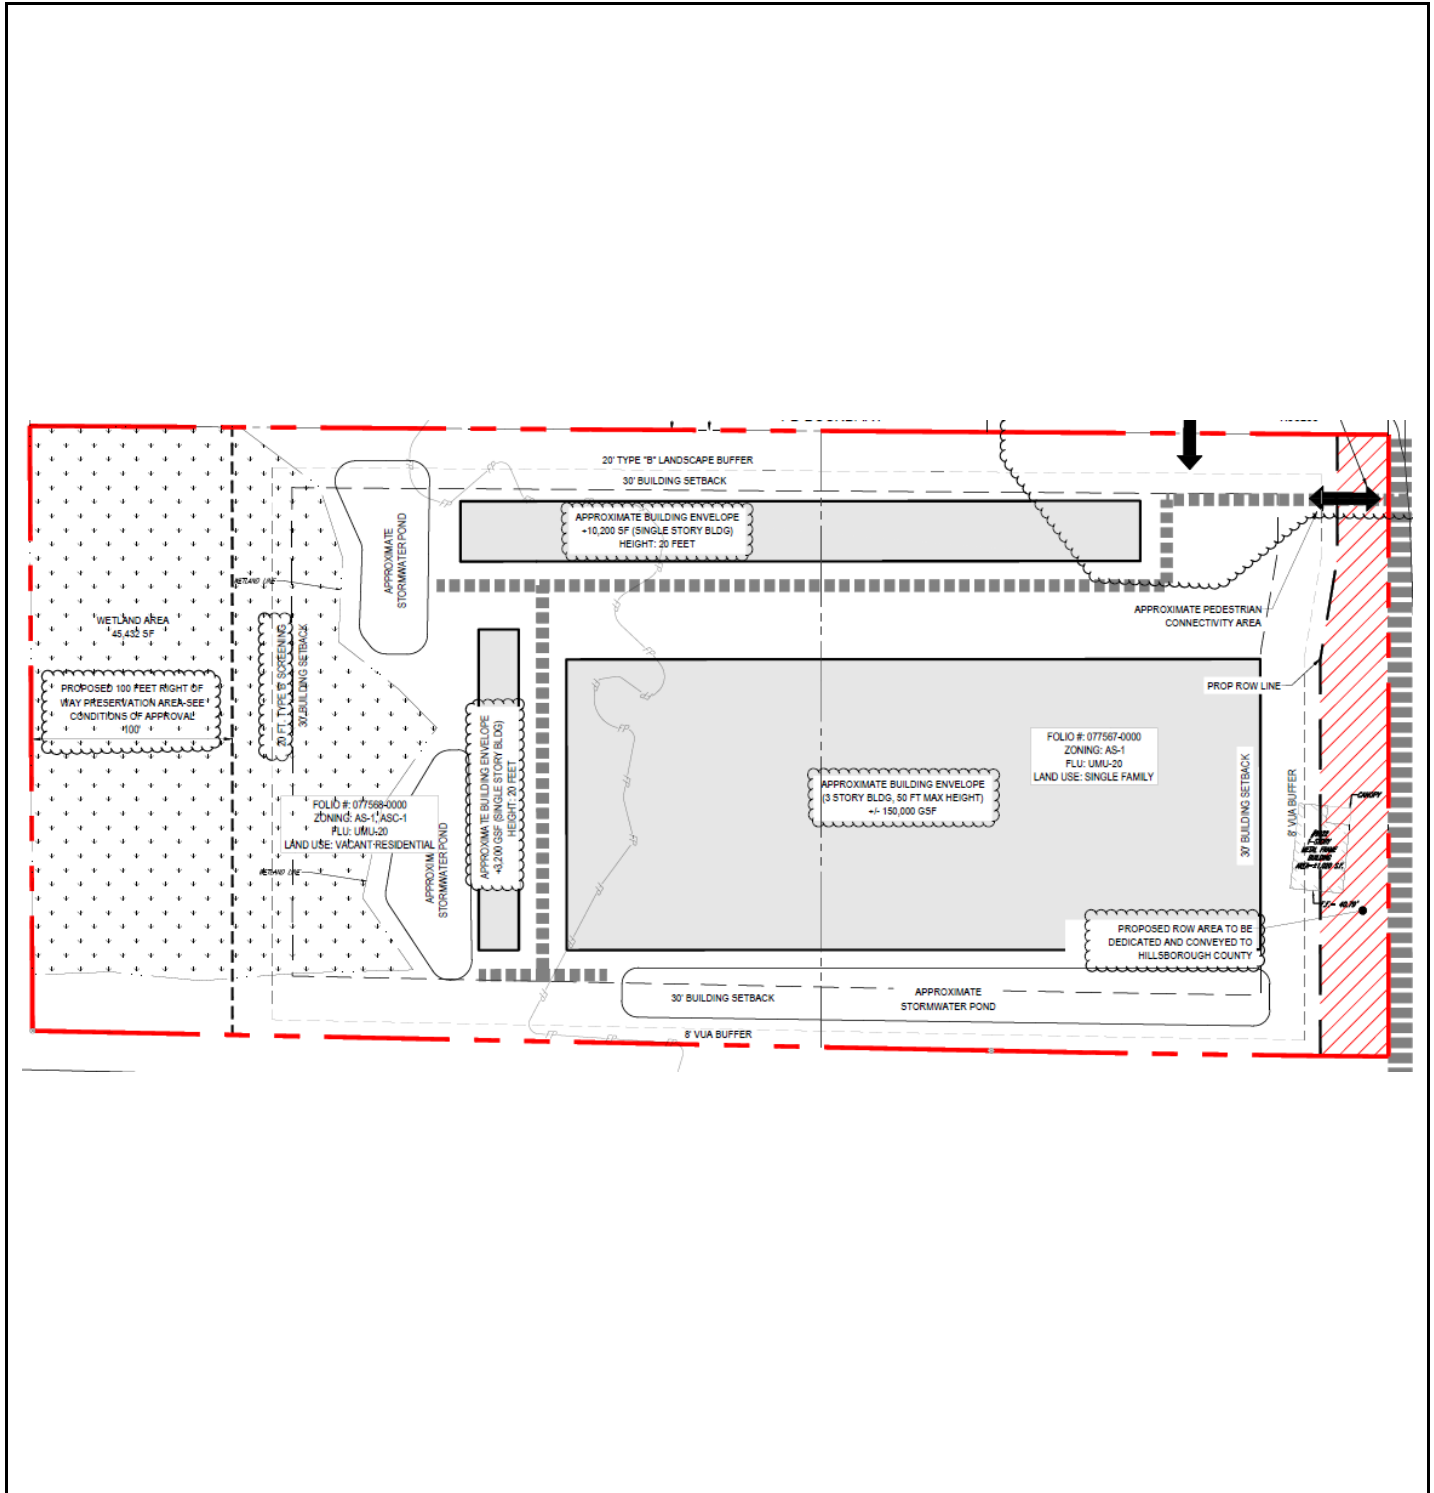 20' TYPE "B" LANDSCAPE BUFFER
30' BUILDING SETBACK
APPROXIMATE BUILDING ENVELOPE
+10,200 SF (SINGLE STORY BLDG)
HEIGHT: 20 FEET
APPROXIMATE
STORMWATER POND
WETLAND LINE
WETLAND AREA
45,432 SF
20 FT. TYPE 'B' SCREENING
30' BUILDING SETBACK
PROPOSED 100 FEET RIGHT OF
WAY PRESERVATION AREA-SEE
CONDITIONS OF APPROVAL
100'
APPROXIMATE PEDESTRIAN
CONNECTIVITY AREA
PROP ROW LINE
FOLIO #: 077567-0000
ZONING: AS-1
FLU: UMU-20
LAND USE: SINGLE FAMILY
APPROXIMATE BUILDING ENVELOPE
(3 STORY BLDG, 50 FT MAX HEIGHT)
+/- 150,000 GSF
APPROXIMATE BUILDING ENVELOPE
+3,200 GSF (SINGLE STORY BLDG)
HEIGHT: 20 FEET
FOLIO #: 077568-0000
ZONING: AS-1, ASC-1
FLU: UMU-20
LAND USE: VACANT RESIDENTIAL
WETLAND LINE
STORMWATER POND
30' BUILDING SETBACK
8' VUA BUFFER
CANOPY
1-STORY
METAL FRAME
BUILDING
PROPOSED ROW AREA TO BE
DEDICATED AND CONVEYED TO
HILLSBOROUGH COUNTY
30' BUILDING SETBACK
APPROXIMATE
STORMWATER POND
8' VUA BUFFER